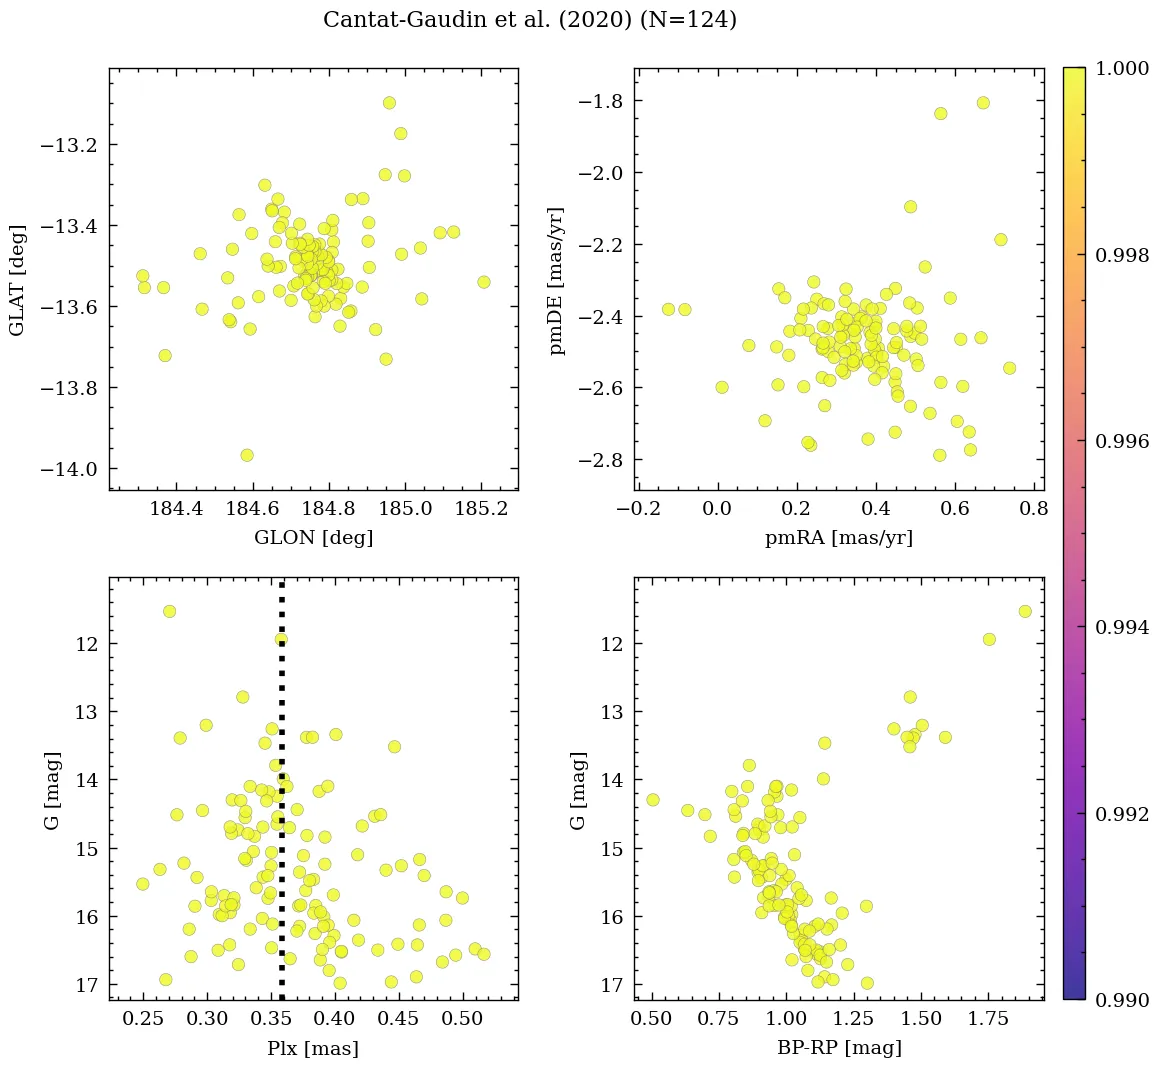 Cantat-Gaudin et al. (2020) (N=124)
GLAT [deg]
−13.2
−13.4
−13.6
−13.8
−14.0
184.4 184.6 184.8 185.0 185.2
GLON [deg]
pmDE [mas/yr]
−1.8
−2.0
−2.2
−2.4
−2.6
−2.8
−0.2 0.0 0.2 0.4 0.6 0.8
pmRA [mas/yr]
G [mag]
12
13
14
15
16
17
0.25 0.30 0.35 0.40 0.45 0.50
Plx [mas]
G [mag]
12
13
14
15
16
17
0.50 0.75 1.00 1.25 1.50 1.75
BP-RP [mag]
1.000
0.998
0.996
0.994
0.992
0.990